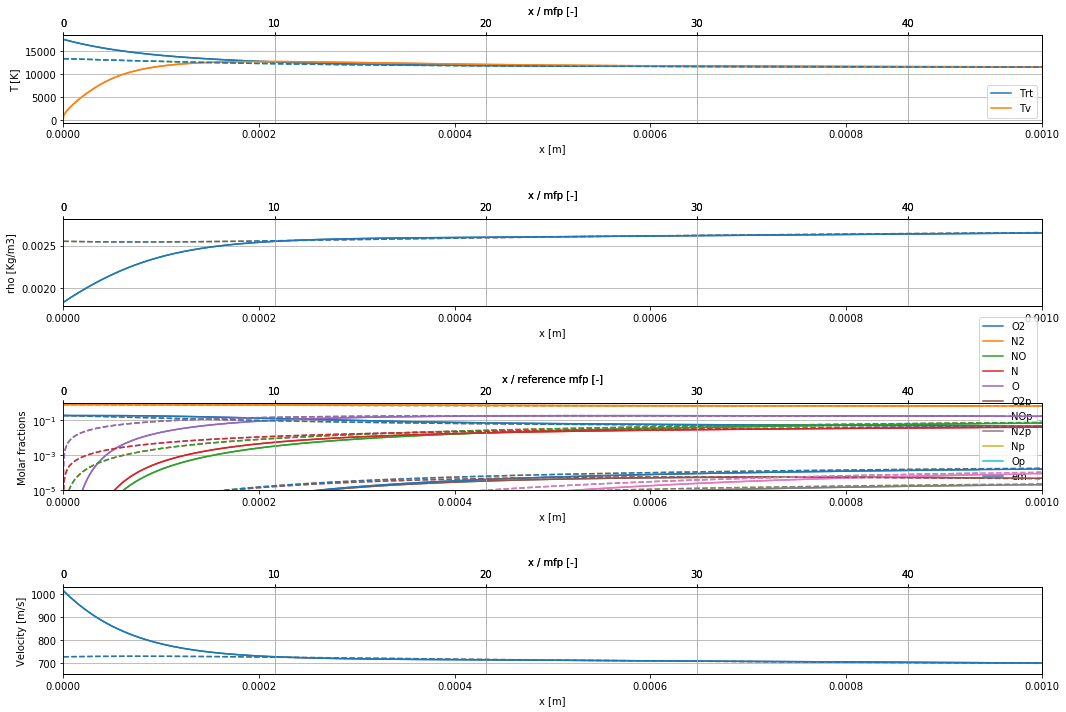 x / mfp [-]
0 10 20 30 40
15000
10000
5000
0
T [K]
Trt
Tv
0.0000 0.0002 0.0004 0.0006 0.0008 0.0010
x [m]
x / mfp [-]
0 10 20 30 40
0.0025
0.0020
rho [Kg/m3]
0.0000 0.0002 0.0004 0.0006 0.0008 0.0010
x [m]
x / reference mfp [-]
0 10 20 30 40
10⁻¹
10⁻³
10⁻⁵
Molar fractions
O2
N2
NO
N
O
O2p
NOp
N2p
Op
0.0000 0.0002 0.0004 0.0006 0.0008 0.0010
x [m]
x / mfp [-]
0 10 20 30 40
1000
900
800
700
Velocity [m/s]
0.0000 0.0002 0.0004 0.0006 0.0008 0.0010
x [m]